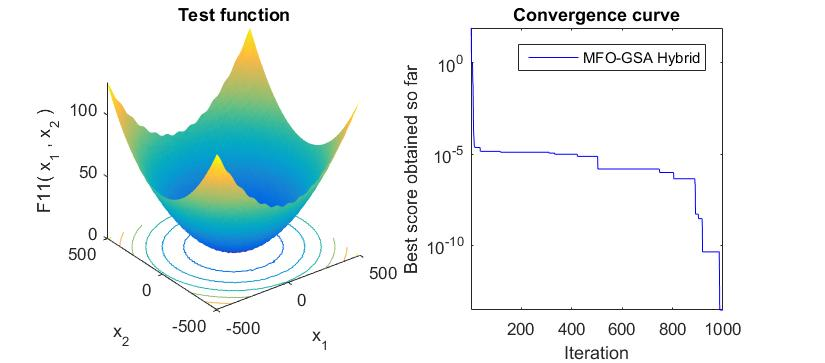 Test function
F11( x1 , x2 )
100
50
0
500
0
-500
x2
-500
0
500
x1
Convergence curve
MFO-GSA Hybrid
Best score obtained so far
10^0
10^-5
10^-10
200 400 600 800 1000
Iteration